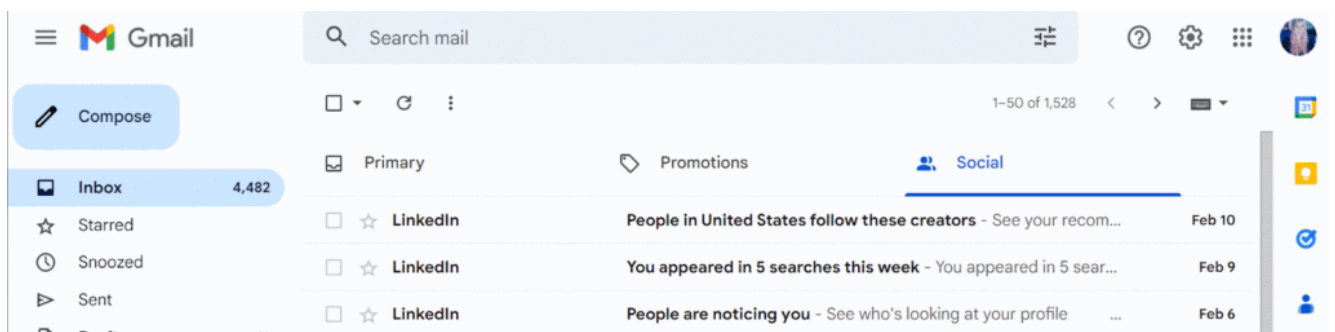 Gmail
Search mail
Compose
1–50 of 1,528
31
Primary
Promotions
Social
Inbox 4,482
LinkedIn People in United States follow these creators - See your recom... Feb 10
Starred
LinkedIn You appeared in 5 searches this week - You appeared in 5 sear... Feb 9
Snoozed
LinkedIn People are noticing you - See who's looking at your profile ... Feb 6
Sent